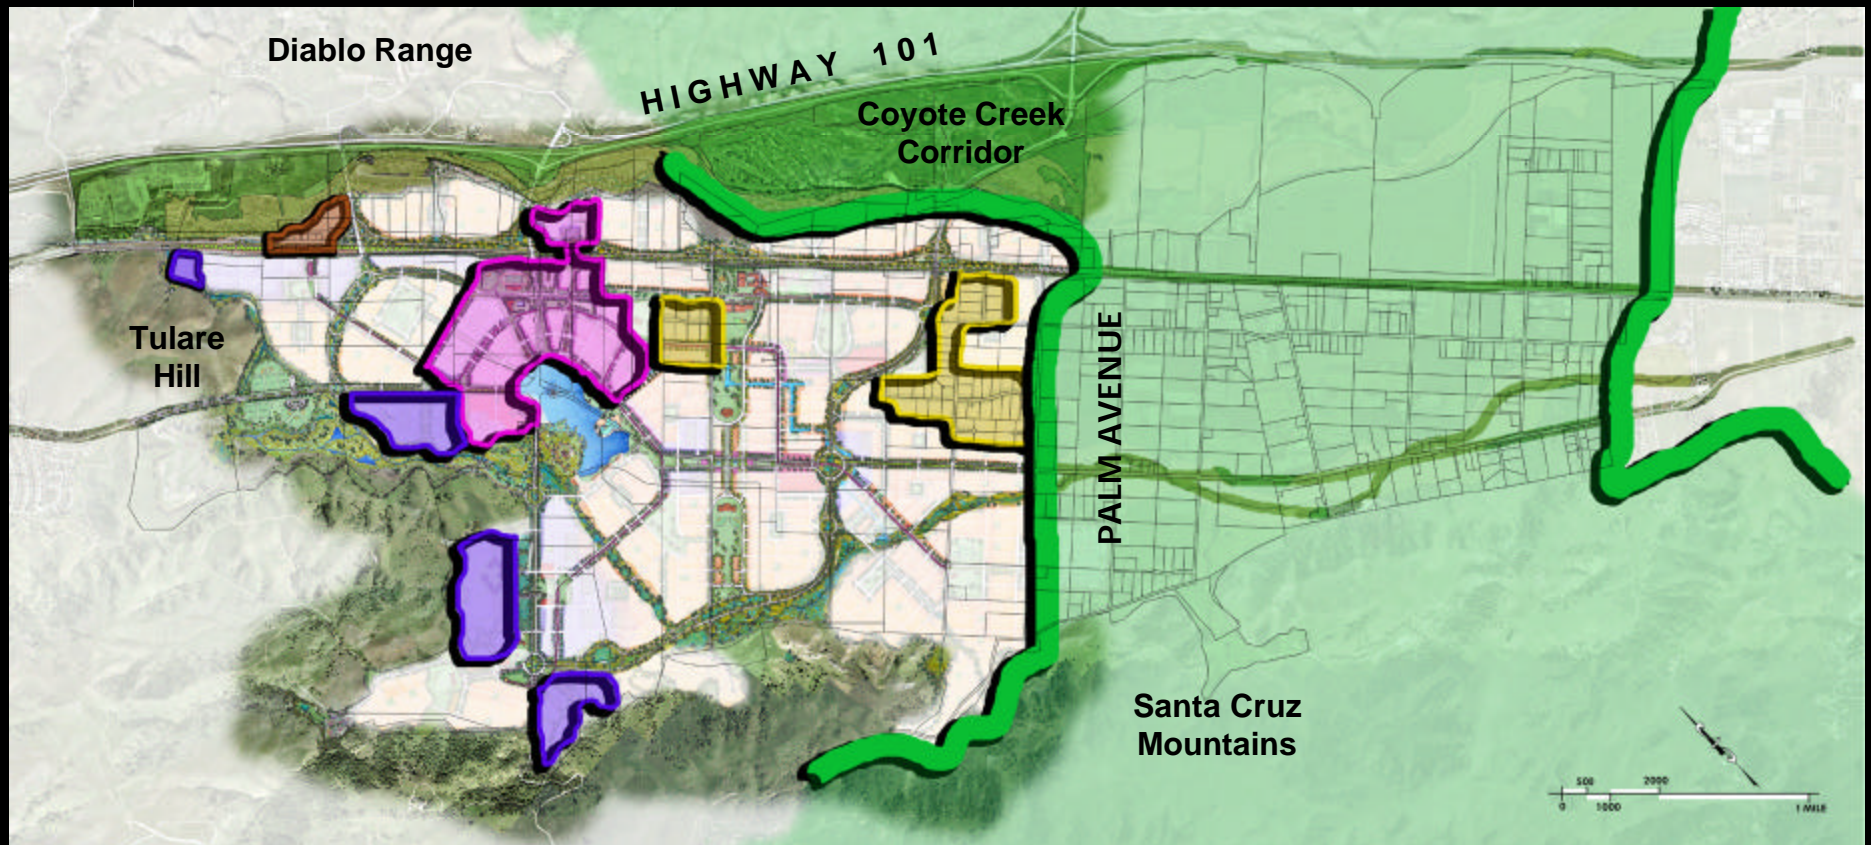 Diablo Range
HIGHWAY 101
Coyote Creek
Corridor
Tulare
Hill
PALM AVENUE
Santa Cruz
Mountains
500
2000
0
1000
1 MILE